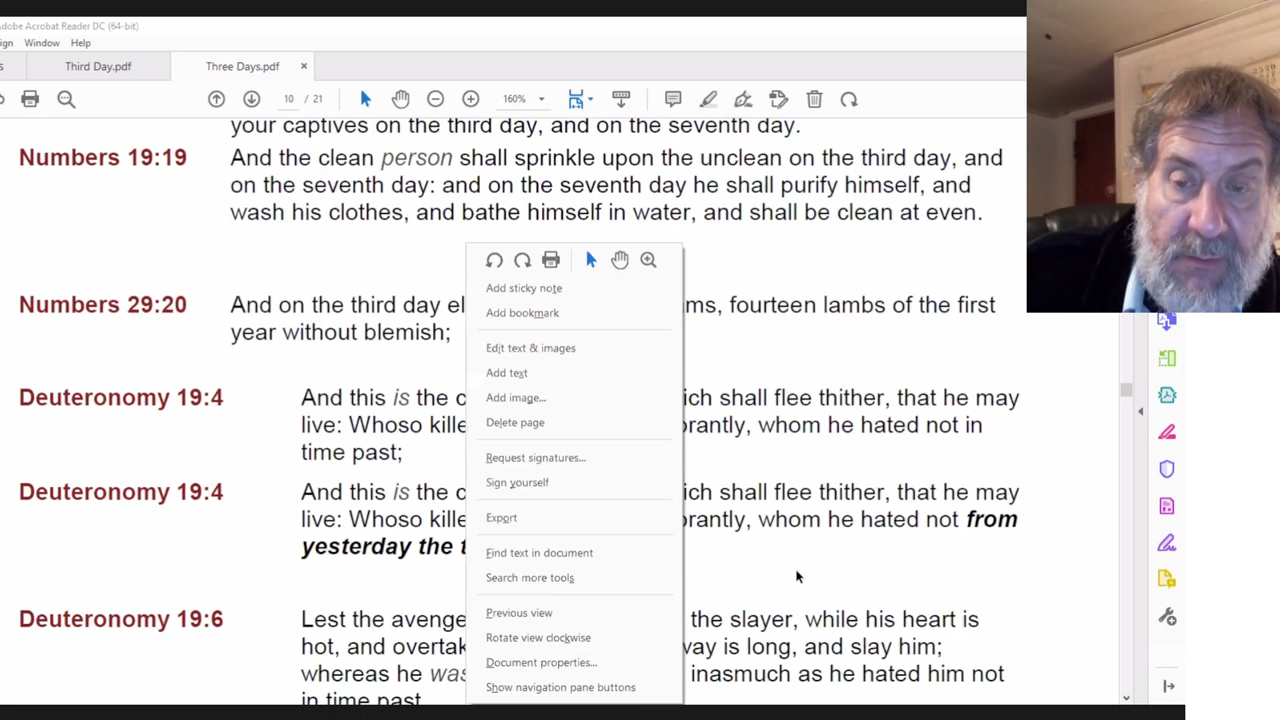 Adobe Acrobat Reader DC (64-bit)
ign Window Help
s Third Day.pdf Three Days.pdf ×
10 / 21 160%
your captives on the third day, and on the seventh day.
Numbers 19:19 And the clean person shall sprinkle upon the unclean on the third day, and
on the seventh day: and on the seventh day he shall purify himself, and
wash his clothes, and bathe himself in water, and shall be clean at even.
Numbers 29:20 And on the third day el ms, fourteen lambs of the first
year without blemish;
Deuteronomy 19:4 And this is the c ich shall flee thither, that he may
live: Whoso kille orantly, whom he hated not in
time past;
Deuteronomy 19:4 And this is the c ich shall flee thither, that he may
live: Whoso kille orantly, whom he hated not from
yesterday the t
Deuteronomy 19:6 Lest the avenge the slayer, while his heart is
hot, and overtak vay is long, and slay him;
whereas he was inasmuch as he hated him not
in time past
Add sticky note
Add bookmark
Edit text & images
Add text
Add image...
Delete page
Request signatures...
Sign yourself
Export
Find text in document
Search more tools
Previous view
Rotate view clockwise
Document properties...
Show navigation pane buttons